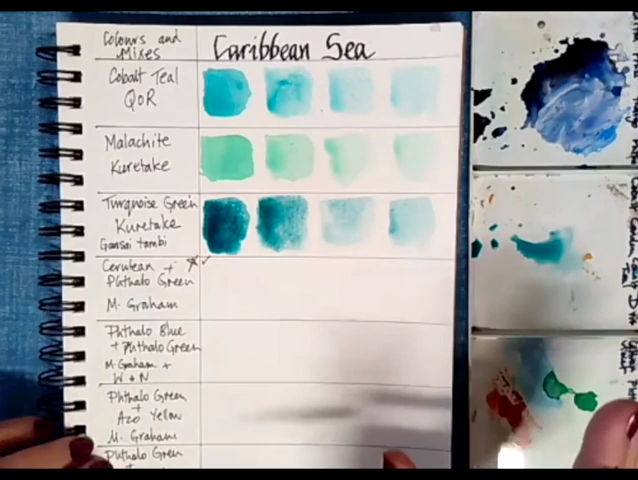 Colours and
Mixes
Caribbean Sea
Cobalt Teal
QoR
Malachite
Kuretake
Turquoise Green
Kuretake
Gansai tambi
Cerulean +
Phthalo Green
M. Graham
Phthalo Blue
+ Phthalo Green
M. Graham +
W + N
Phthalo Green
+
Azo Yellow
M. Graham
Phthalo Green